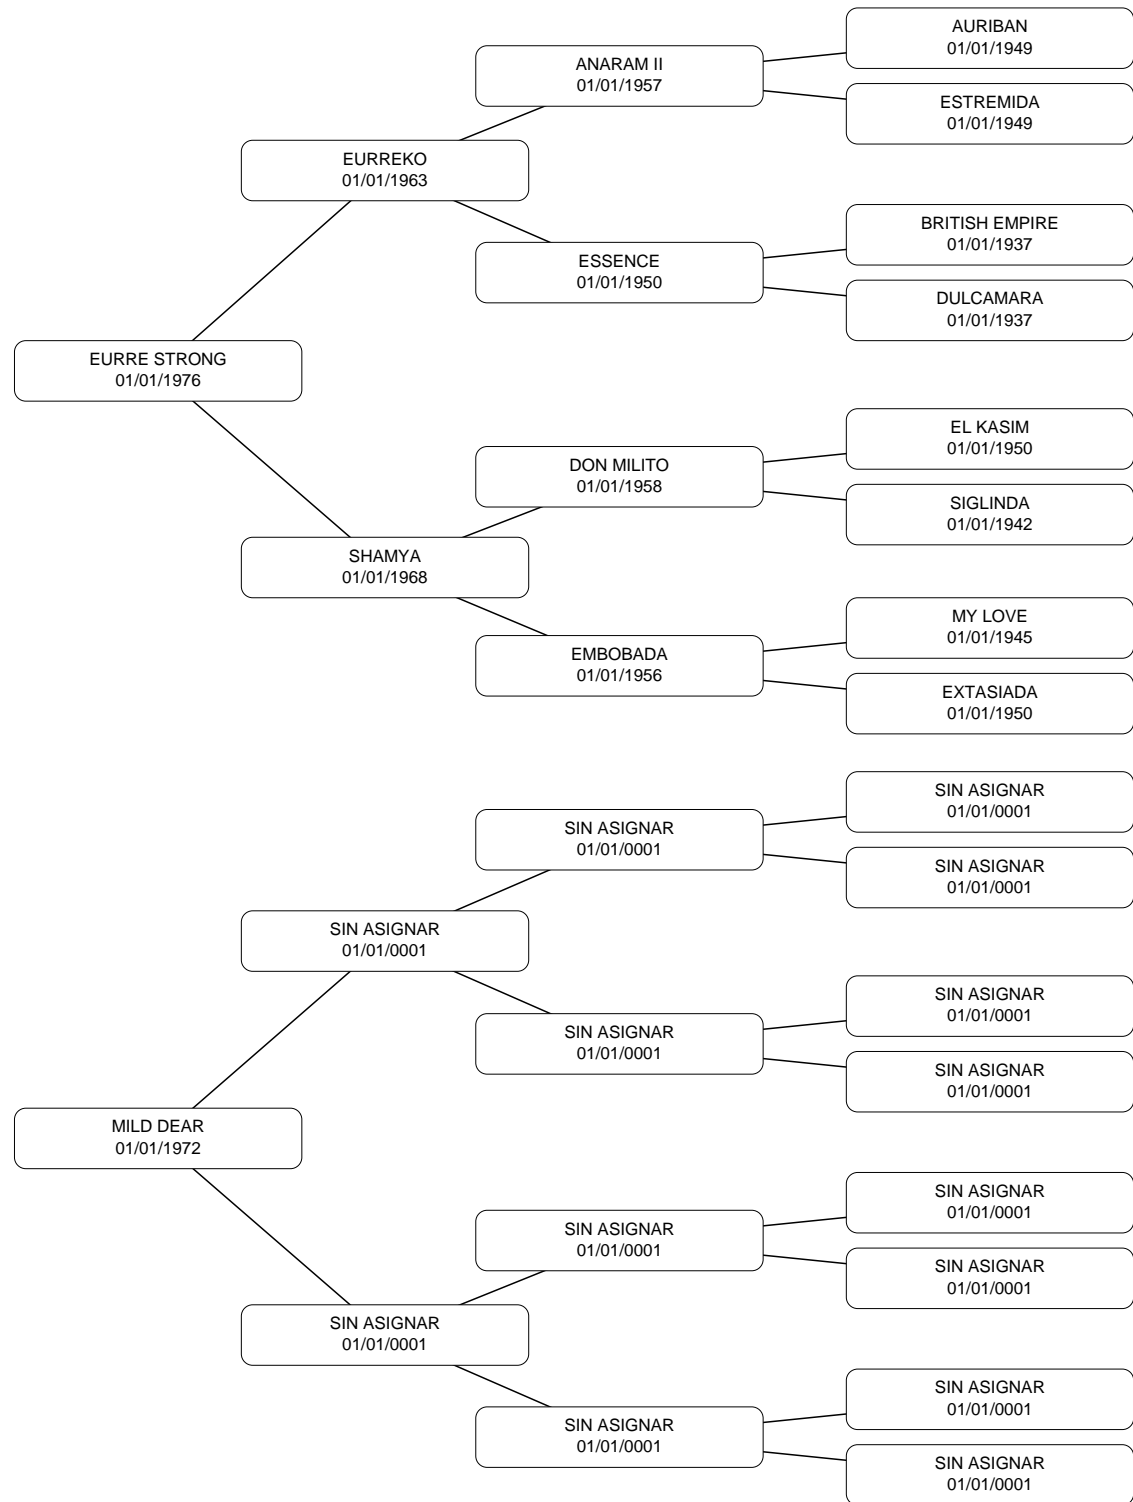 AURIBAN
01/01/1949
ANARAM II
01/01/1957
ESTREMIDA
01/01/1949
EURREKO
01/01/1963
BRITISH EMPIRE
01/01/1937
ESSENCE
01/01/1950
DULCAMARA
01/01/1937
EURRE STRONG
01/01/1976
EL KASIM
01/01/1950
DON MILITO
01/01/1958
SIGLINDA
01/01/1942
SHAMYA
01/01/1968
MY LOVE
01/01/1945
EMBOBADA
01/01/1956
EXTASIADA
01/01/1950
SIN ASIGNAR
01/01/0001
SIN ASIGNAR
01/01/0001
SIN ASIGNAR
01/01/0001
SIN ASIGNAR
01/01/0001
SIN ASIGNAR
01/01/0001
SIN ASIGNAR
01/01/0001
SIN ASIGNAR
01/01/0001
MILD DEAR
01/01/1972
SIN ASIGNAR
01/01/0001
SIN ASIGNAR
01/01/0001
SIN ASIGNAR
01/01/0001
SIN ASIGNAR
01/01/0001
SIN ASIGNAR
01/01/0001
SIN ASIGNAR
01/01/0001
SIN ASIGNAR
01/01/0001